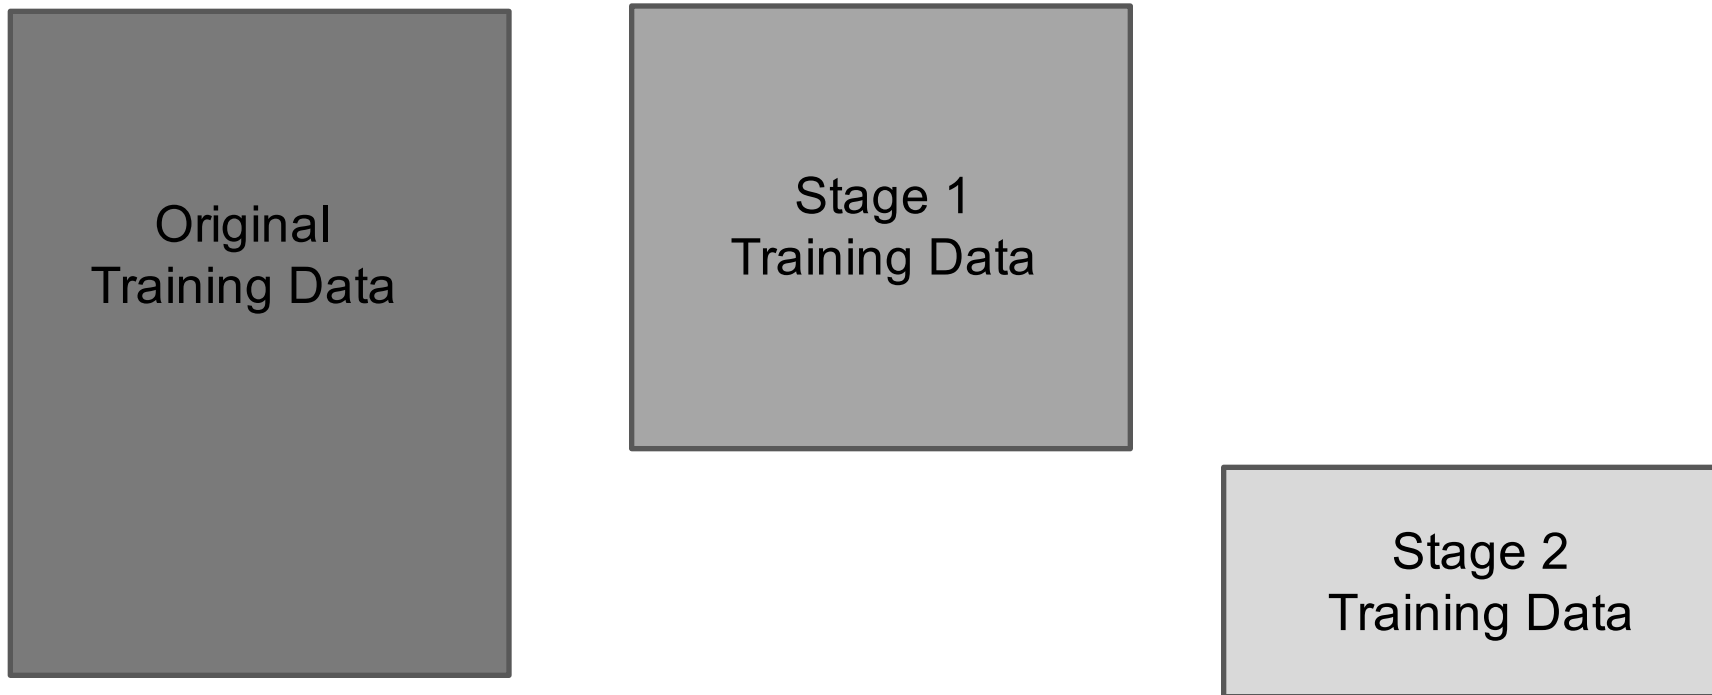 Original
Training Data
Stage 1
Training Data
Stage 2
Training Data